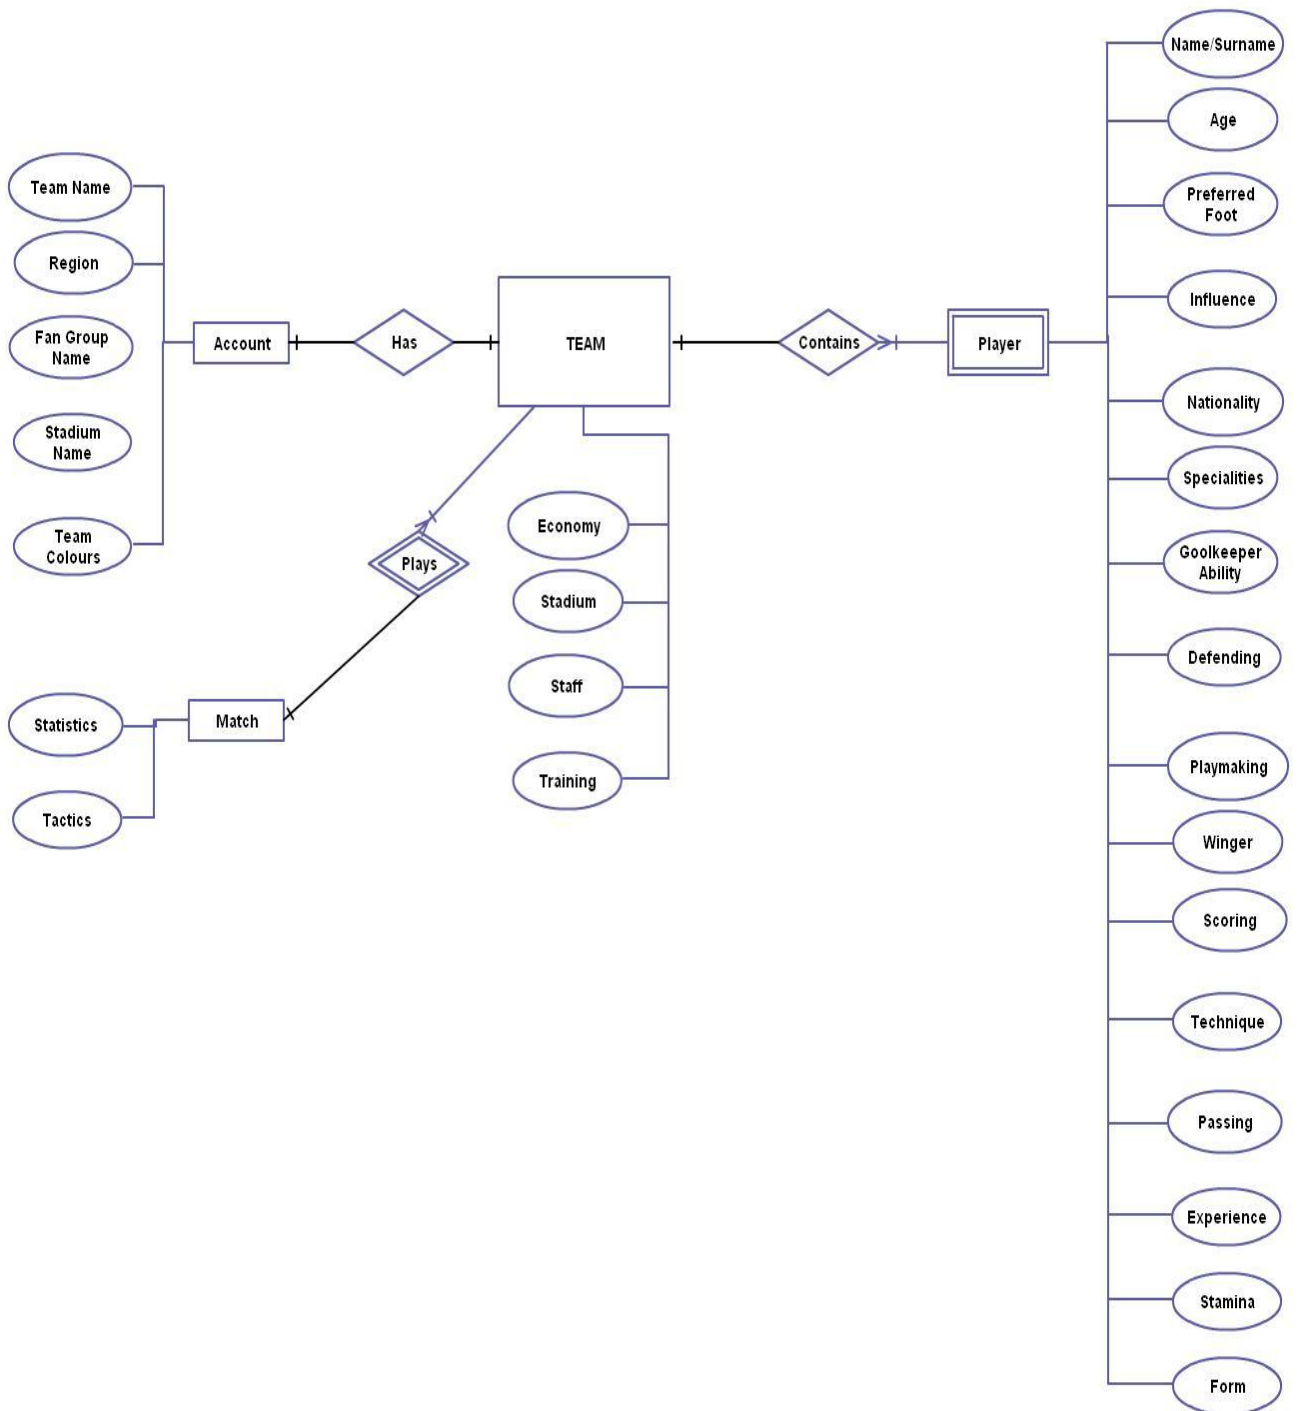 Name/Surname
Age
Preferred
Foot
Influence
Nationality
Specialities
Goolkeeper
Ability
Defending
Playmaking
Winger
Scoring
Technique
Passing
Experience
Stamina
Form
Team Name
Region
Fan Group
Name
Stadium
Name
Team
Colours
Account
Has
TEAM
Contains
Player
Plays
Match
Statistics
Tactics
Economy
Stadium
Staff
Training